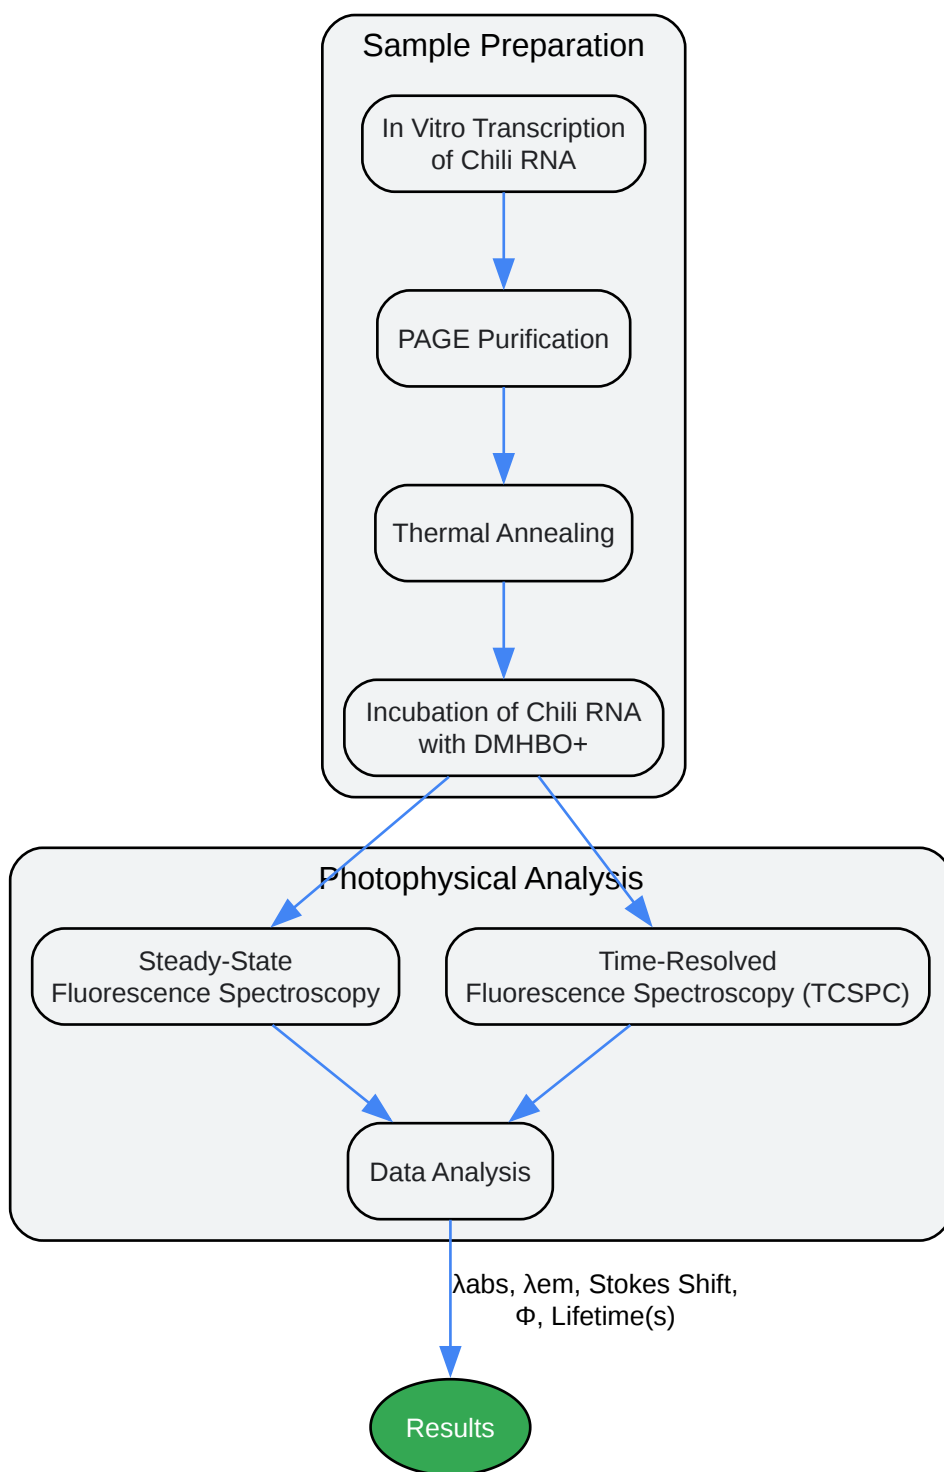 Sample Preparation
In Vitro Transcription
of Chili RNA
PAGE Purification
Thermal Annealing
Incubation of Chili RNA
with DMHBO+
Photophysical Analysis
Steady-State
Fluorescence Spectroscopy
Time-Resolved
Fluorescence Spectroscopy (TCSPC)
Data Analysis
λabs, λem, Stokes Shift,
Φ, Lifetime(s)
Results